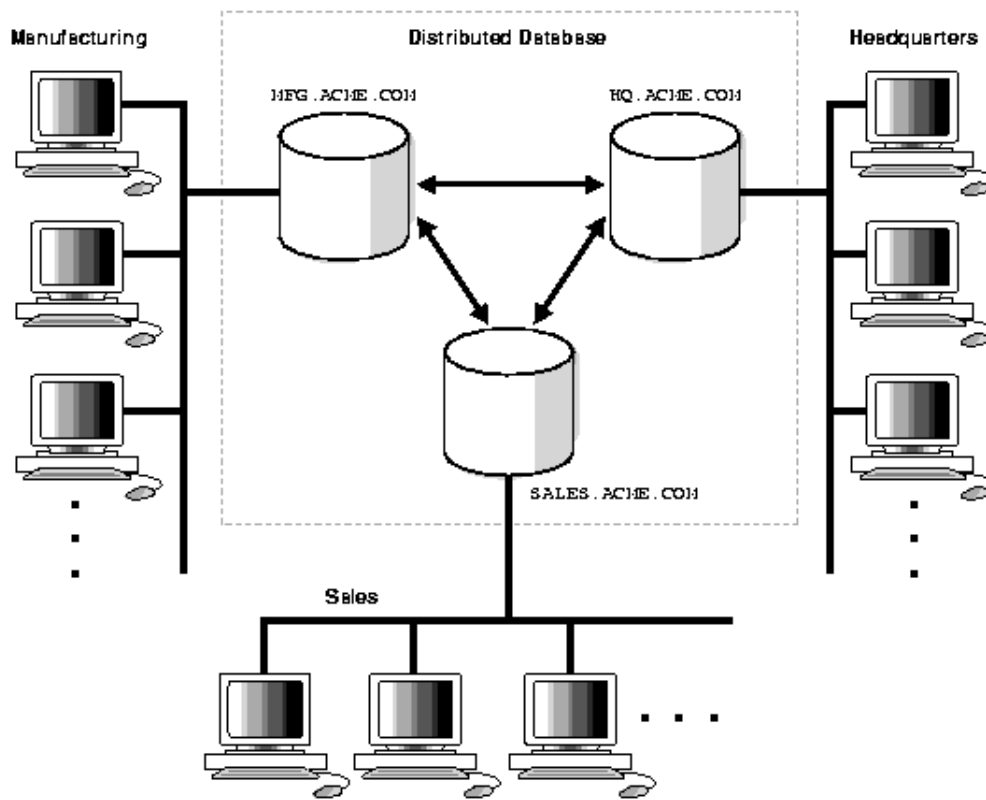 Manufacturing
Distributed Database
Headquarters
MFG.ACME.COM
HQ.ACME.COM
SALES.ACME.COM
Sales